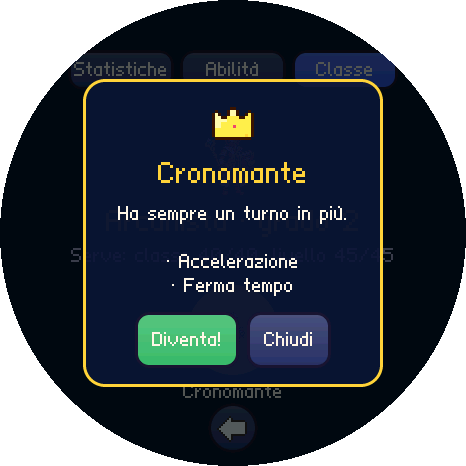 Statistiche Abilità Classe
Cronomante
Ha sempre un turno in più.
· Accelerazione
· Ferma tempo
Diventa! Chiudi
Cronomante